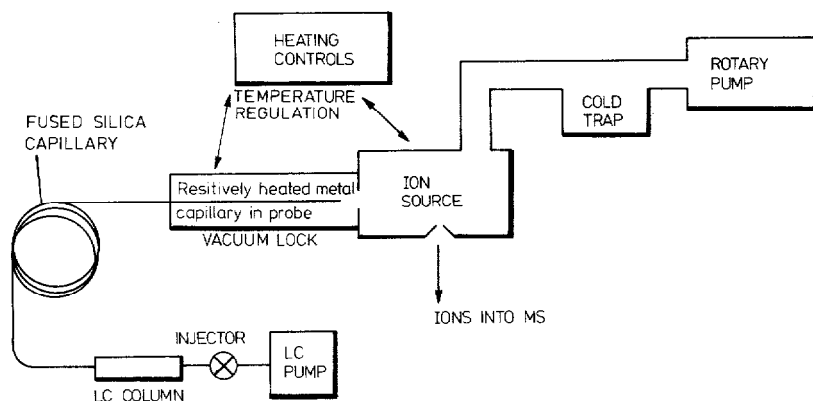 HEATING
CONTROLS
ROTARY
PUMP
TEMPERATURE
REGULATION
COLD
TRAP
FUSED SILICA
CAPILLARY
Resitively heated metal
capillary in probe
ION
SOURCE
VACUUM LOCK
IONS INTO MS
INJECTOR
LC
PUMP
LC COLUMN